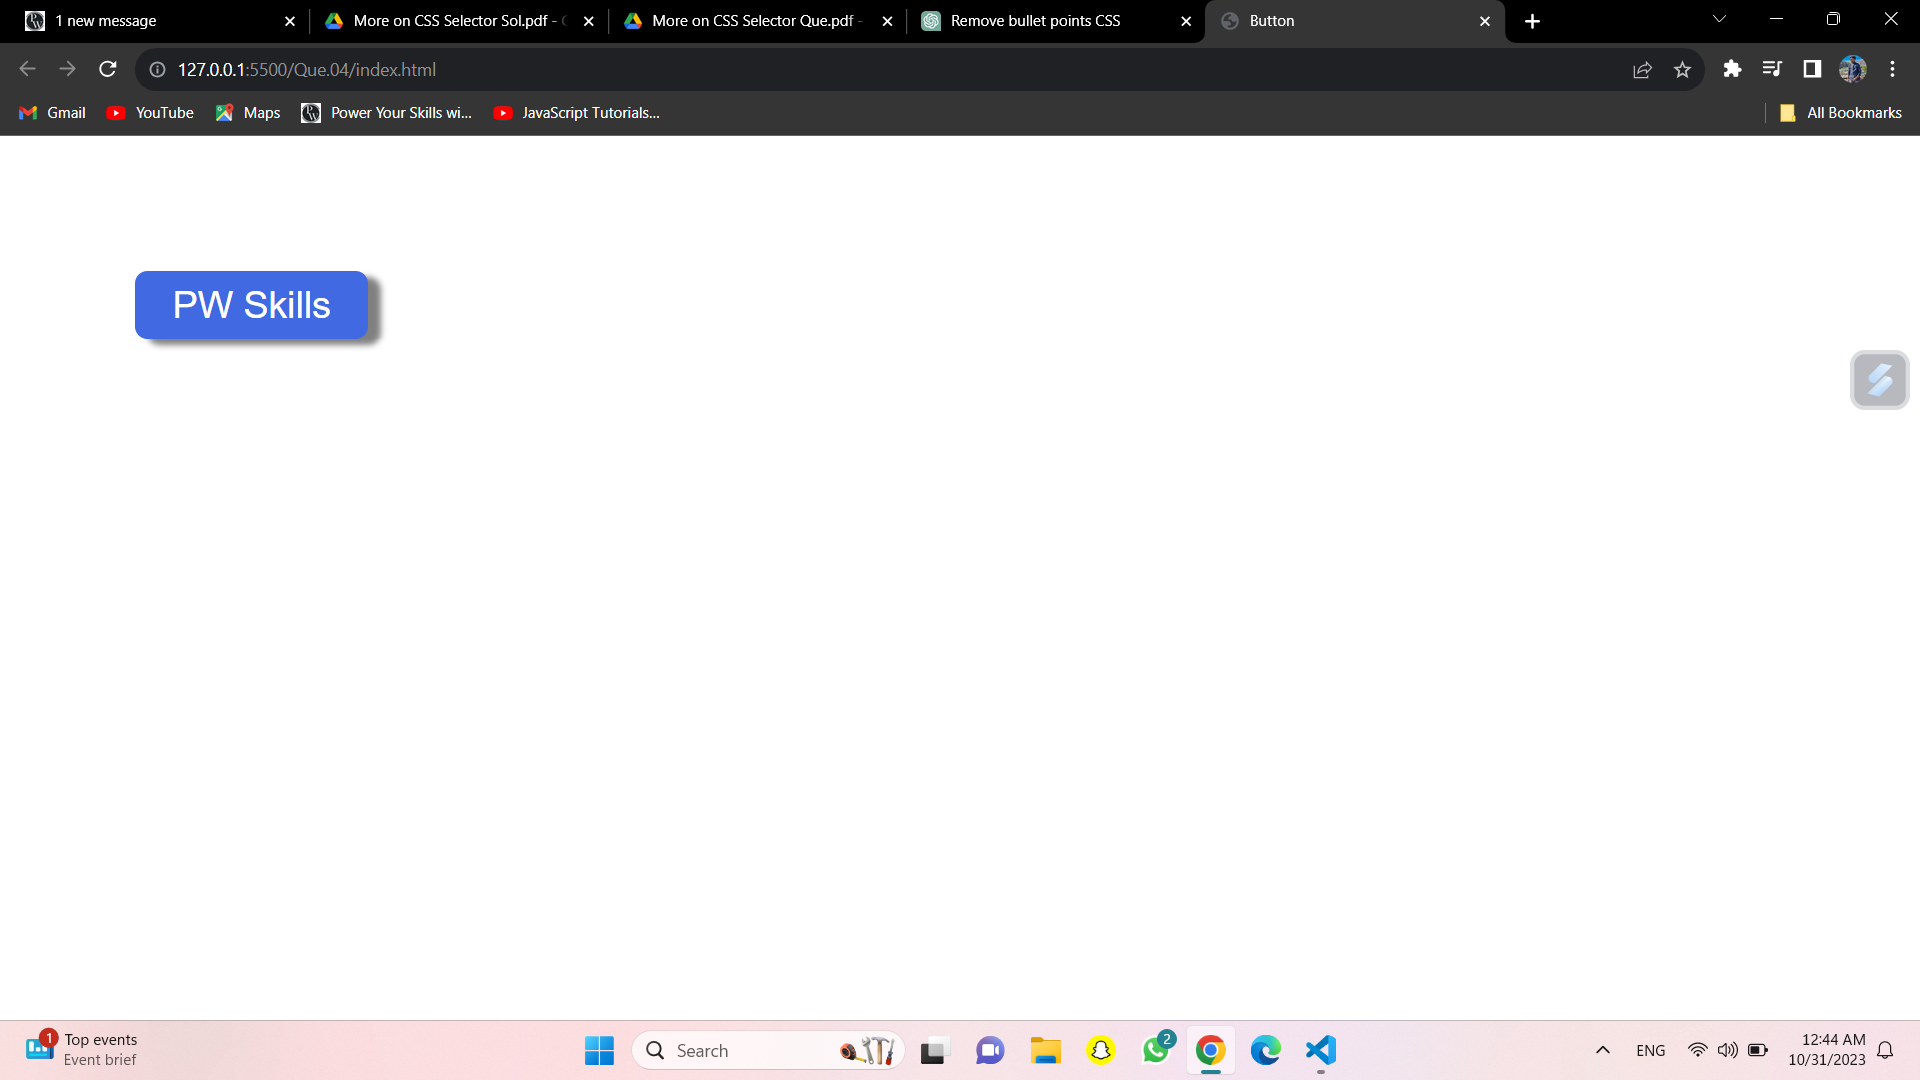 1 new message
More on CSS Selector Sol.pdf -
More on CSS Selector Que.pdf -
Remove bullet points CSS
Button
127.0.0.1:5500/Que.04/index.html
Gmail
YouTube
Maps
Power Your Skills wi...
JavaScript Tutorials...
All Bookmarks
PW Skills
1
Top events
Event brief
Search
2
ENG
12:44 AM
10/31/2023